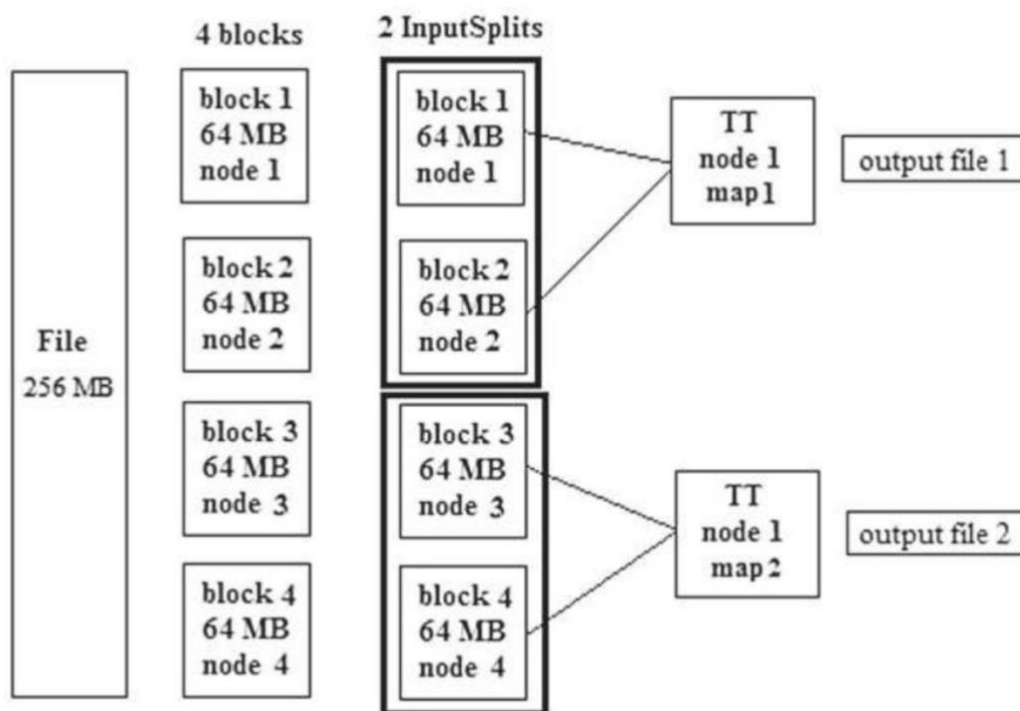 4 blocks
2 InputSplits
File
256 MB
block 1
64 MB
node 1
block 2
64 MB
node 2
block 3
64 MB
node 3
block 4
64 MB
node 4
block 1
64 MB
node 1
block 2
64 MB
node 2
block 3
64 MB
node 3
block 4
64 MB
node 4
TT
node 1
map 1
TT
node 1
map 2
output file 1
output file 2